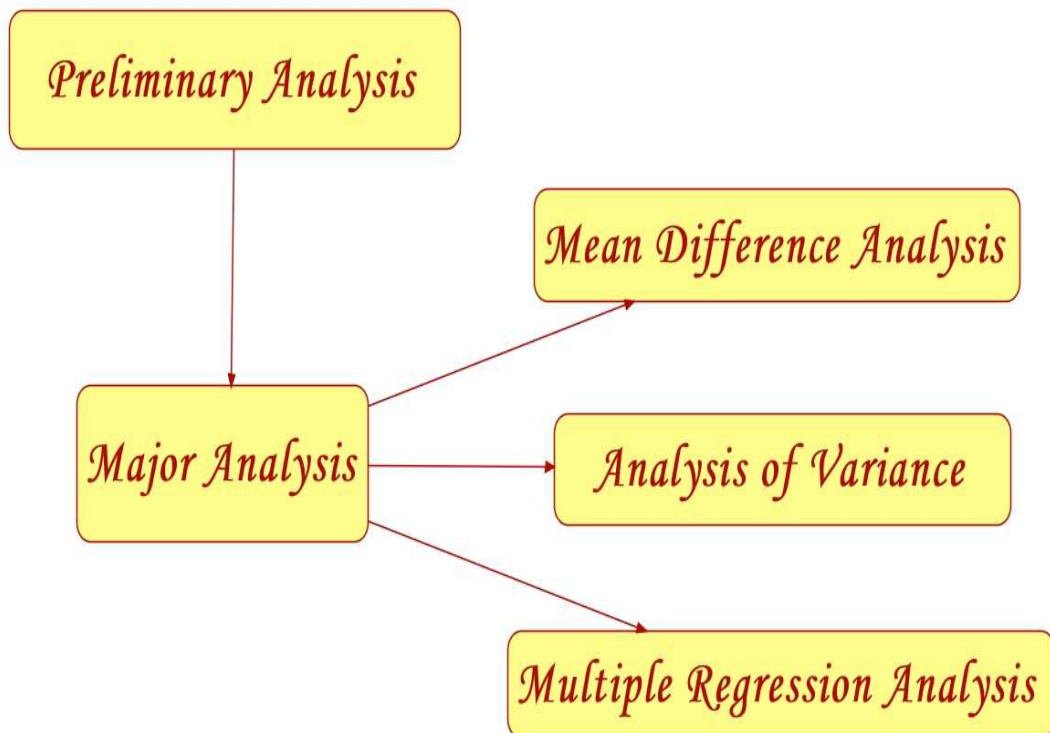 Preliminary Analysis
Mean Difference Analysis
Major Analysis
Analysis of Variance
Multiple Regression Analysis